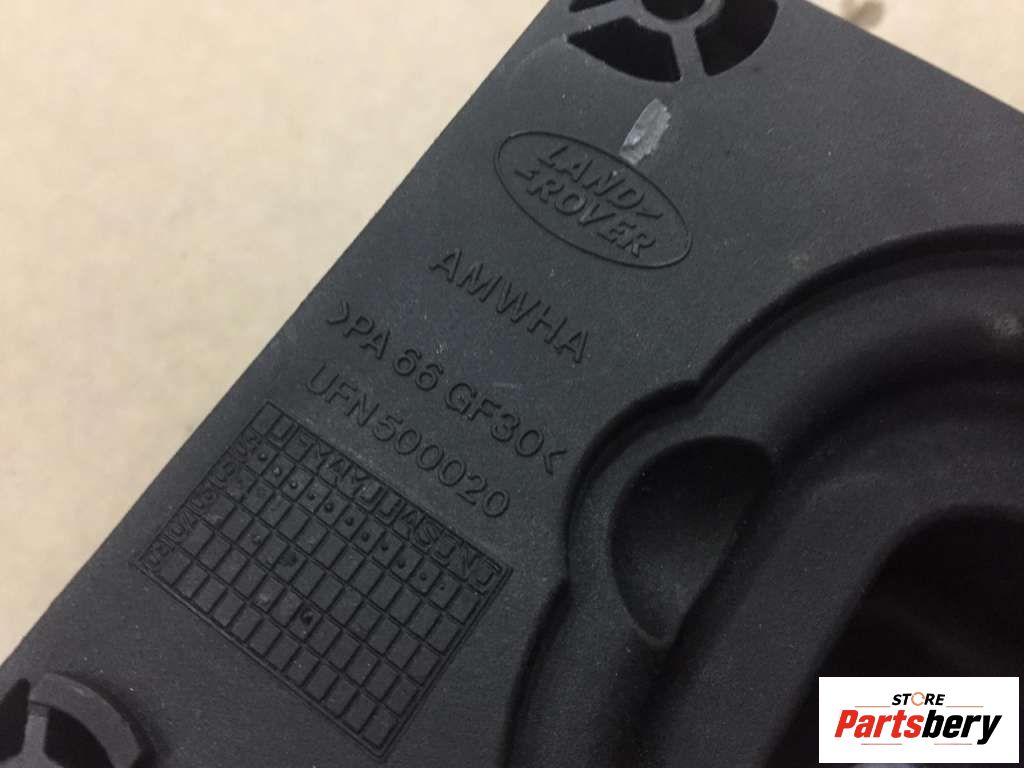 LAND
ROVER
AMWHA
>PA 66 GF30<
UFN500020
STORE
Partsbery